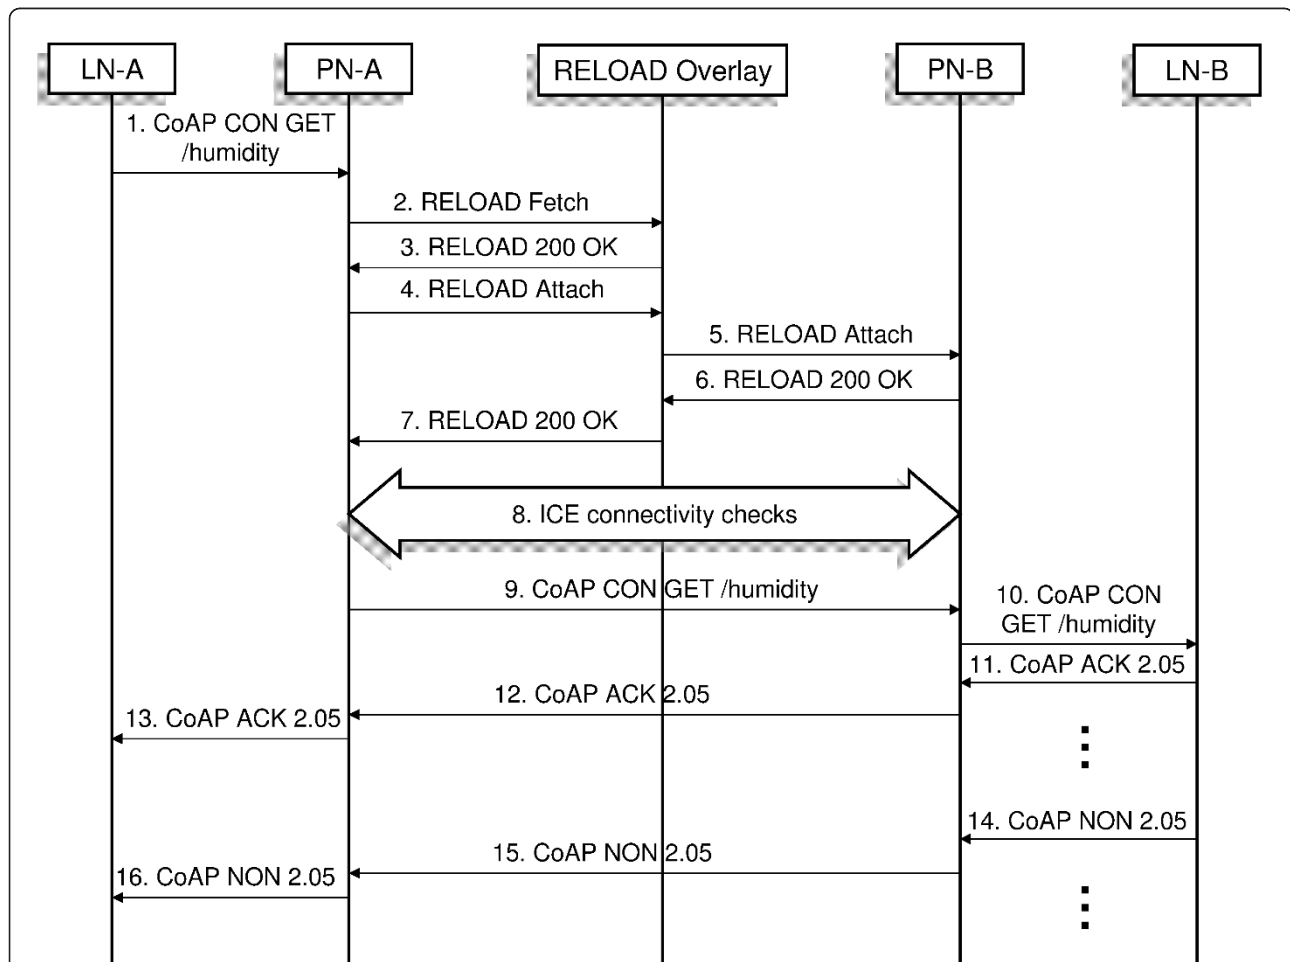 LN-A
PN-A
RELOAD Overlay
PN-B
LN-B
1. CoAP CON GET
/humidity
2. RELOAD Fetch
3. RELOAD 200 OK
4. RELOAD Attach
5. RELOAD Attach
6. RELOAD 200 OK
7. RELOAD 200 OK
8. ICE connectivity checks
9. CoAP CON GET /humidity
10. CoAP CON
GET /humidity
11. CoAP ACK 2.05
12. CoAP ACK 2.05
13. CoAP ACK 2.05
14. CoAP NON 2.05
15. CoAP NON 2.05
16. CoAP NON 2.05